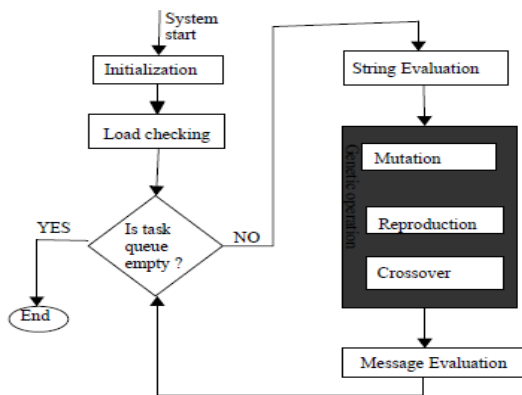 System
start
Initialization
Load checking
Is task
queue
empty ?
YES
NO
End
String Evaluation
Genetic operation
Mutation
Reproduction
Crossover
Message Evaluation